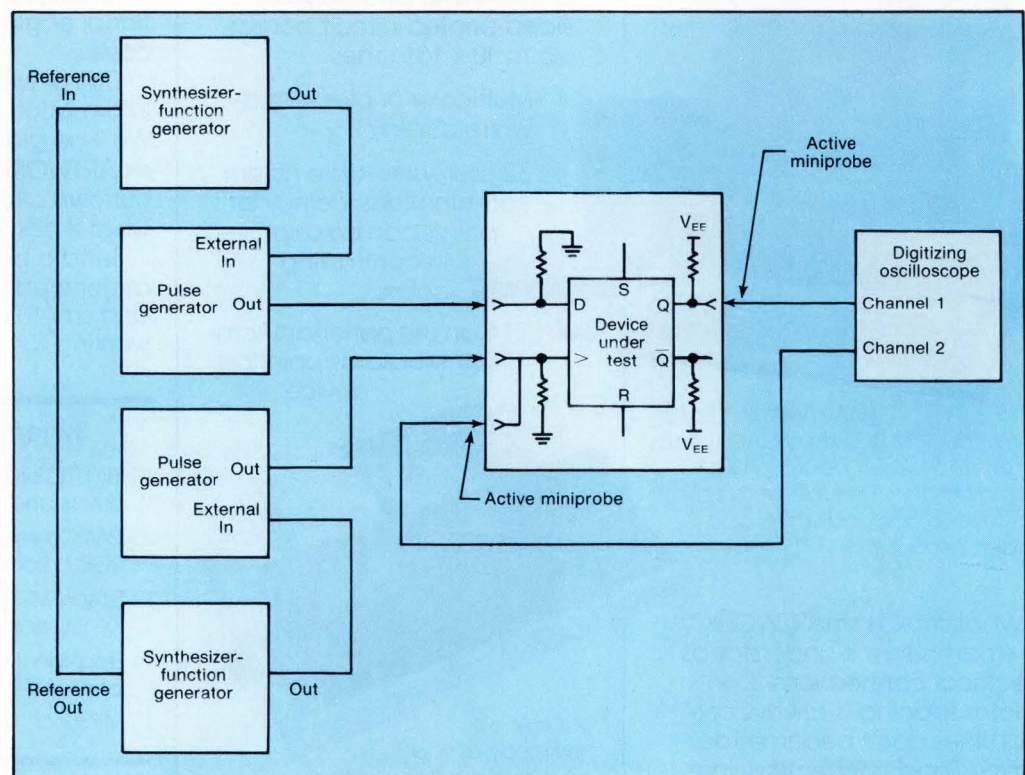 Reference
In
Synthesizer-
function
generator
Out
External
In
Pulse
generator
Out
Pulse
generator
Out
External
In
Synthesizer-
function
generator
Reference
Out
Out
Active
miniprobe
V_EE
S
D
Q
Device
under
test
>
Q̅
R
V_EE
Active miniprobe
Digitizing
oscilloscope
Channel 1
Channel 2